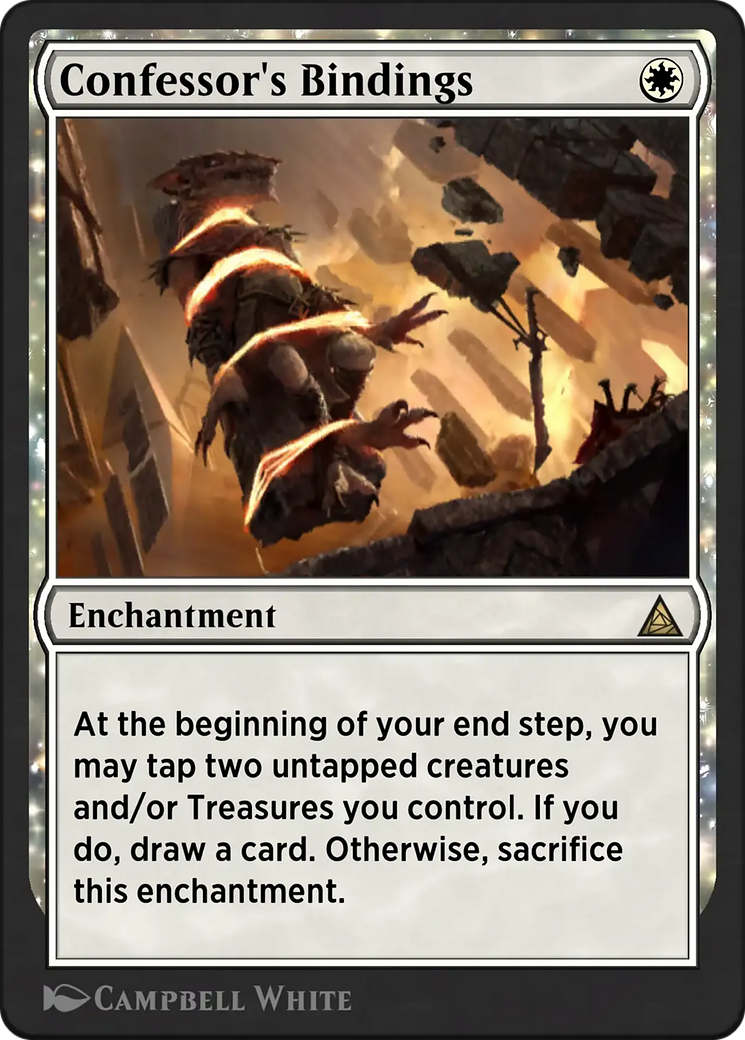 Confessor's Bindings
Enchantment
At the beginning of your end step, you
may tap two untapped creatures
and/or Treasures you control. If you
do, draw a card. Otherwise, sacrifice
this enchantment.
Campbell White